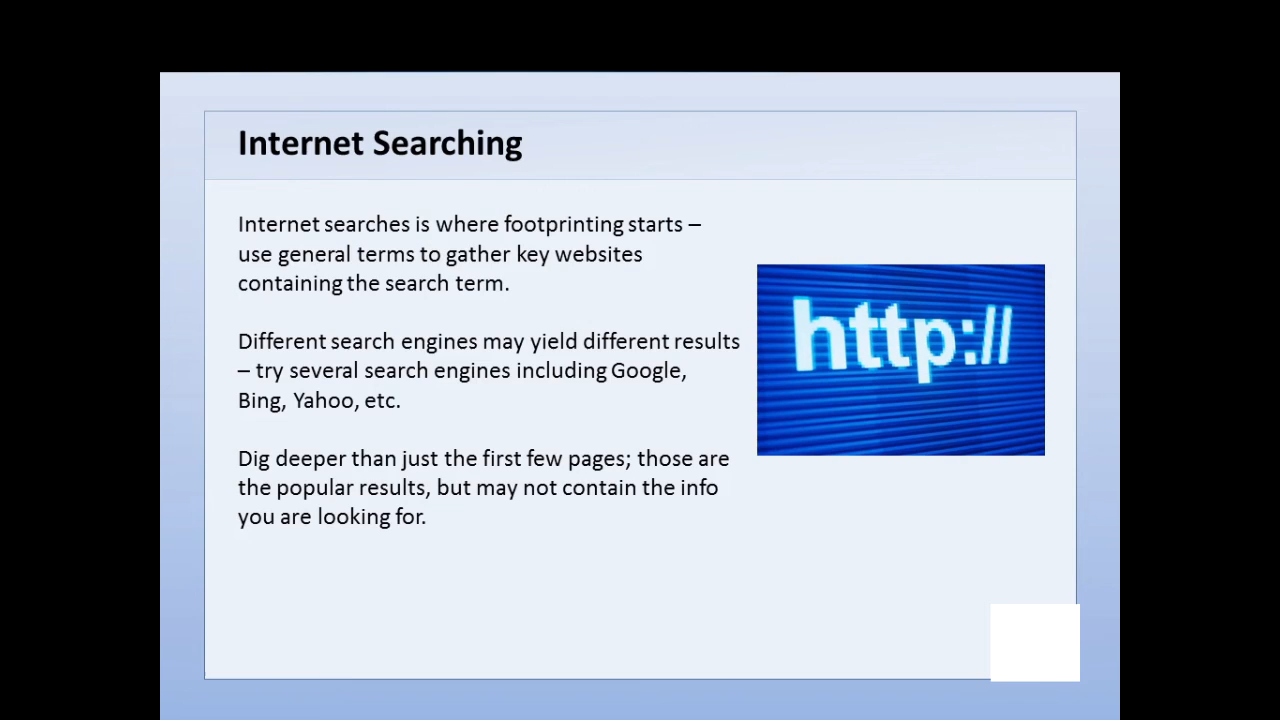 Internet Searching
Internet searches is where footprinting starts –
use general terms to gather key websites
containing the search term.
Different search engines may yield different results
– try several search engines including Google,
Bing, Yahoo, etc.
Dig deeper than just the first few pages; those are
the popular results, but may not contain the info
you are looking for.
http://